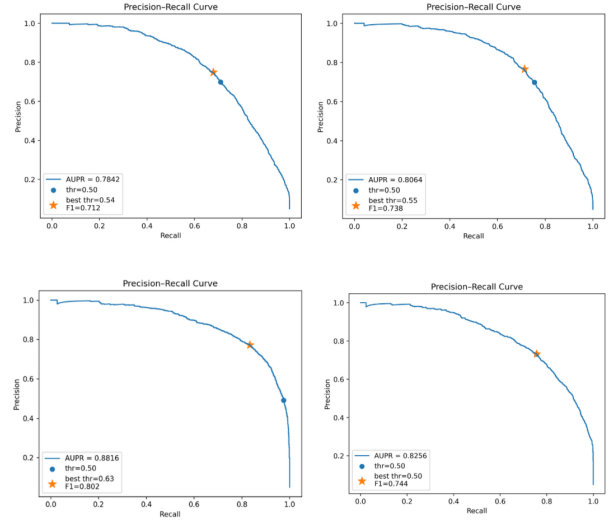 Precision–Recall Curve
1.0
0.8
0.6
0.4
0.2
Precision
AUPR = 0.7842
thr=0.50
best thr=0.54
F1=0.712
0.0 0.2 0.4 0.6 0.8 1.0
Recall
Precision–Recall Curve
1.0
0.8
0.6
0.4
0.2
Precision
AUPR = 0.8064
thr=0.50
best thr=0.55
F1=0.738
0.0 0.2 0.4 0.6 0.8 1.0
Recall
Precision–Recall Curve
1.0
0.8
0.6
0.4
0.2
Precision
AUPR = 0.8816
thr=0.50
best thr=0.63
F1=0.802
0.0 0.2 0.4 0.6 0.8 1.0
Recall
Precision–Recall Curve
1.0
0.8
0.6
0.4
0.2
Precision
AUPR = 0.8256
thr=0.50
best thr=0.50
F1=0.744
0.0 0.2 0.4 0.6 0.8 1.0
Recall